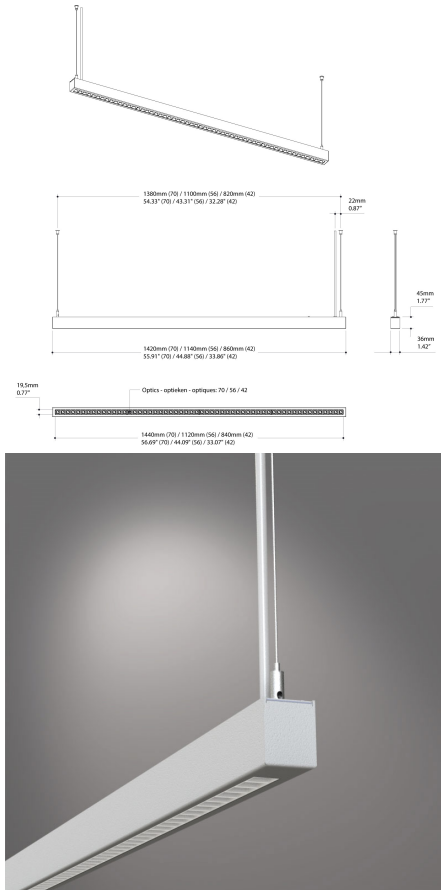 1380mm (70) / 1100mm (56) / 820mm (42)
54.33" (70) / 43.31" (56) / 32.28" (42)
22mm
0.87"
45mm
1.77"
36mm
1.42"
1420mm (70) / 1140mm (56) / 860mm (42)
55.91" (70) / 44.88" (56) / 33.86" (42)
19,5mm
0.77"
Optics - optieken - optiques: 70 / 56 / 42
1440mm (70) / 1120mm (56) / 840mm (42)
56.69" (70) / 44.09" (56) / 33.07" (42)